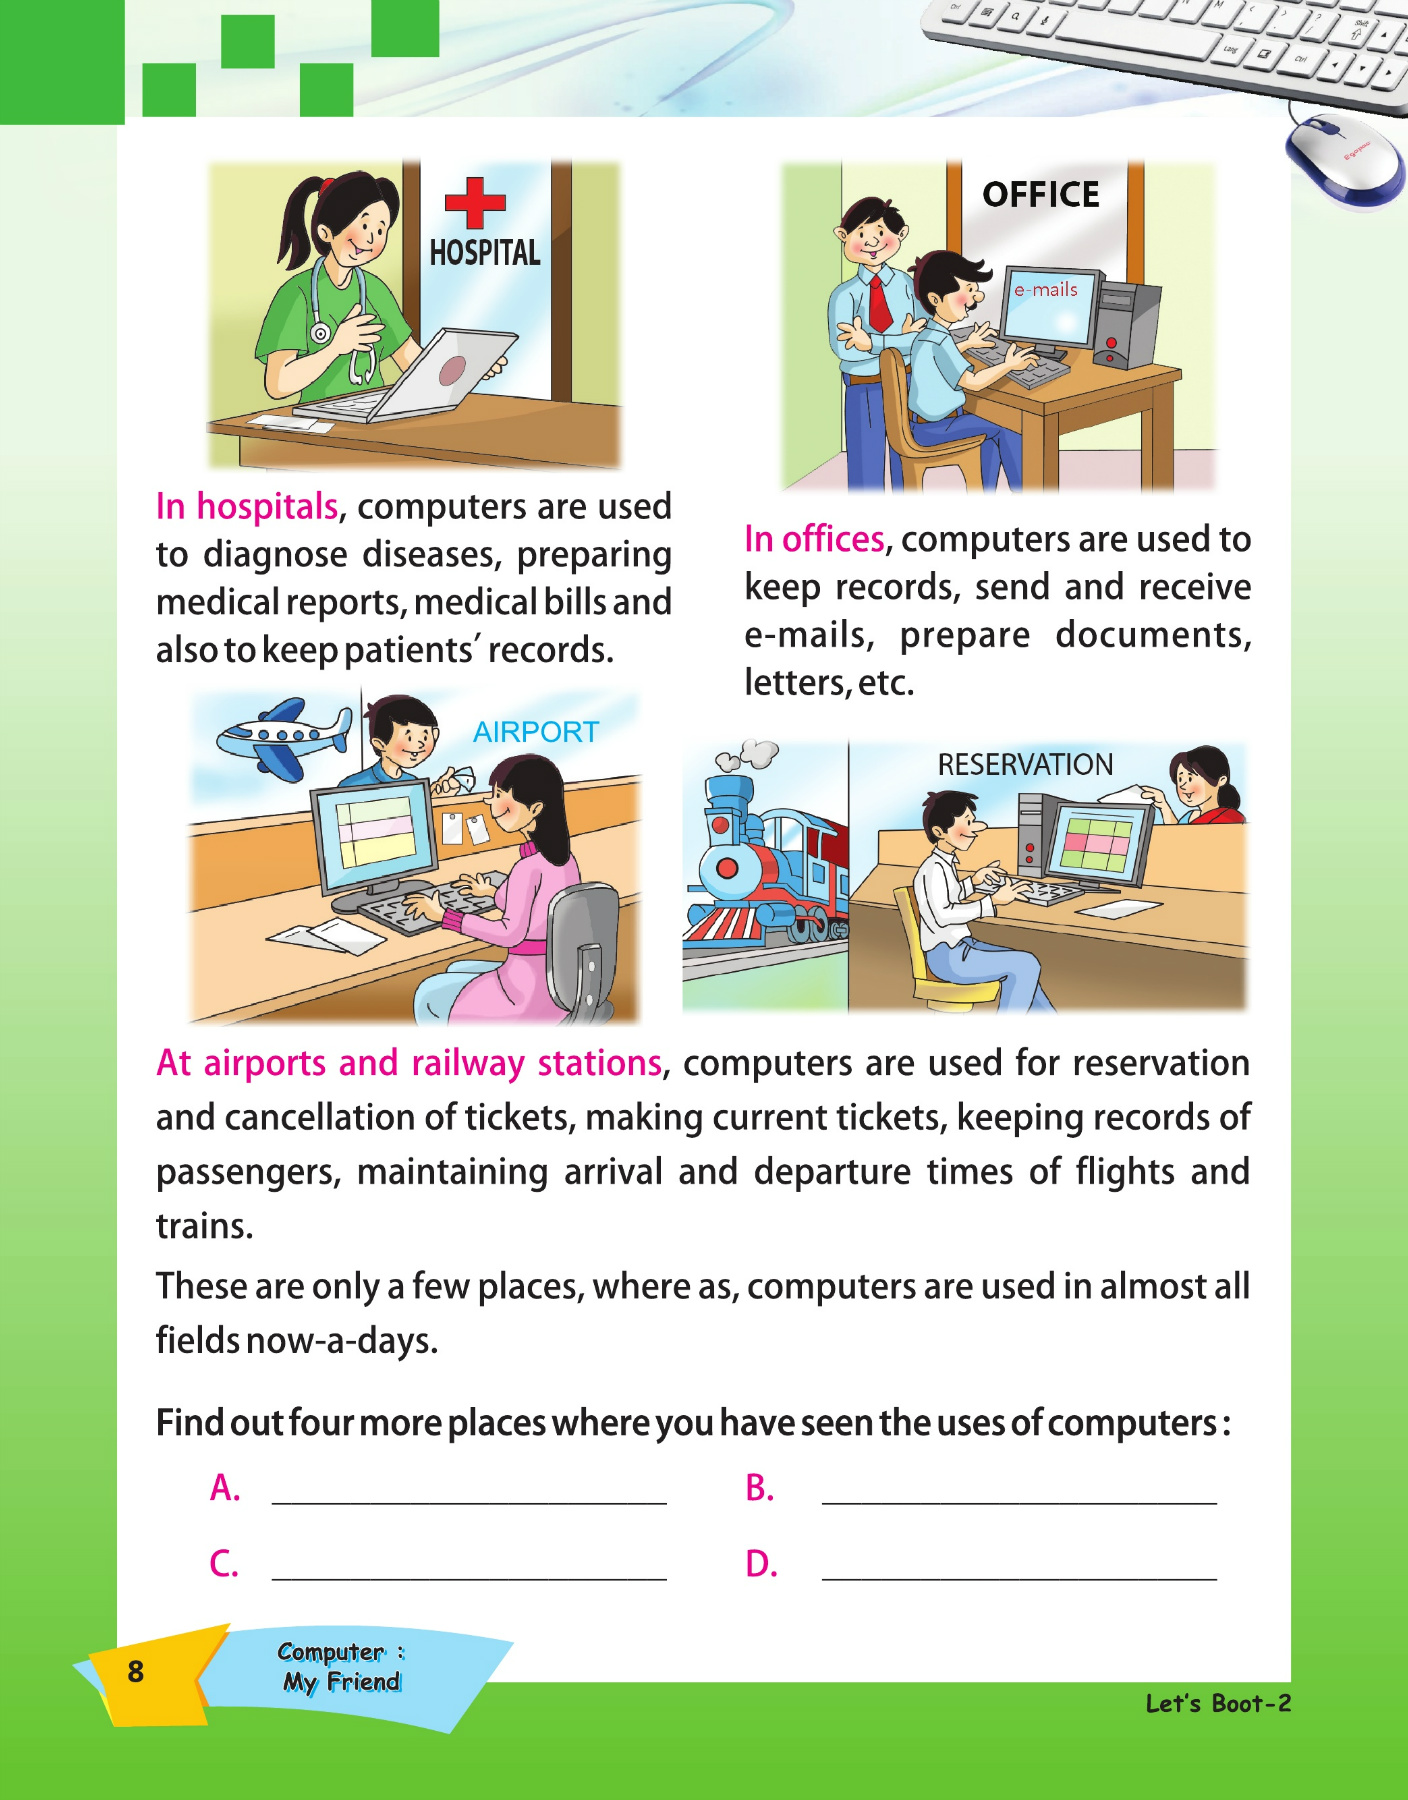 HOSPITAL
OFFICE
e-mails
In hospitals, computers are used
to diagnose diseases, preparing
medical reports, medical bills and
also to keep patients′ records.
In offices, computers are used to
keep records, send and receive
e-mails, prepare documents,
letters, etc.
AIRPORT
RESERVATION
At airports and railway stations, computers are used for reservation
and cancellation of tickets, making current tickets, keeping records of
passengers, maintaining arrival and departure times of flights and
trains.
These are only a few places, where as, computers are used in almost all
fields now-a-days.
Find out four more places where you have seen the uses of computers :
A. ____________________ B. ____________________
C. ____________________ D. ____________________
8
Computer :
My Friend
Let's Boot-2